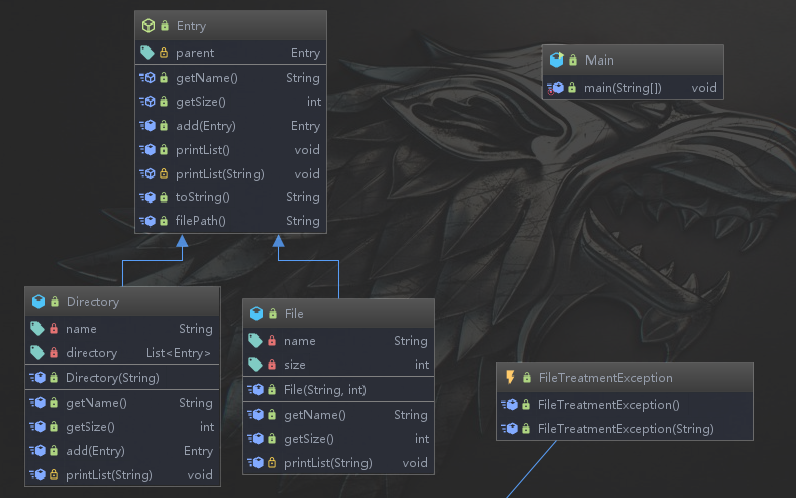 Entry
parent Entry
getName() String
getSize() int
add(Entry) Entry
printList() void
printList(String) void
toString() String
filePath() String
Main
main(String[]) void
Directory
name String
directory List<Entry>
Directory(String)
getName() String
getSize() int
add(Entry) Entry
printList(String) void
File
name String
size int
File(String, int)
getName() String
getSize() int
printList(String) void
FileTreatmentException
FileTreatmentException()
FileTreatmentException(String)